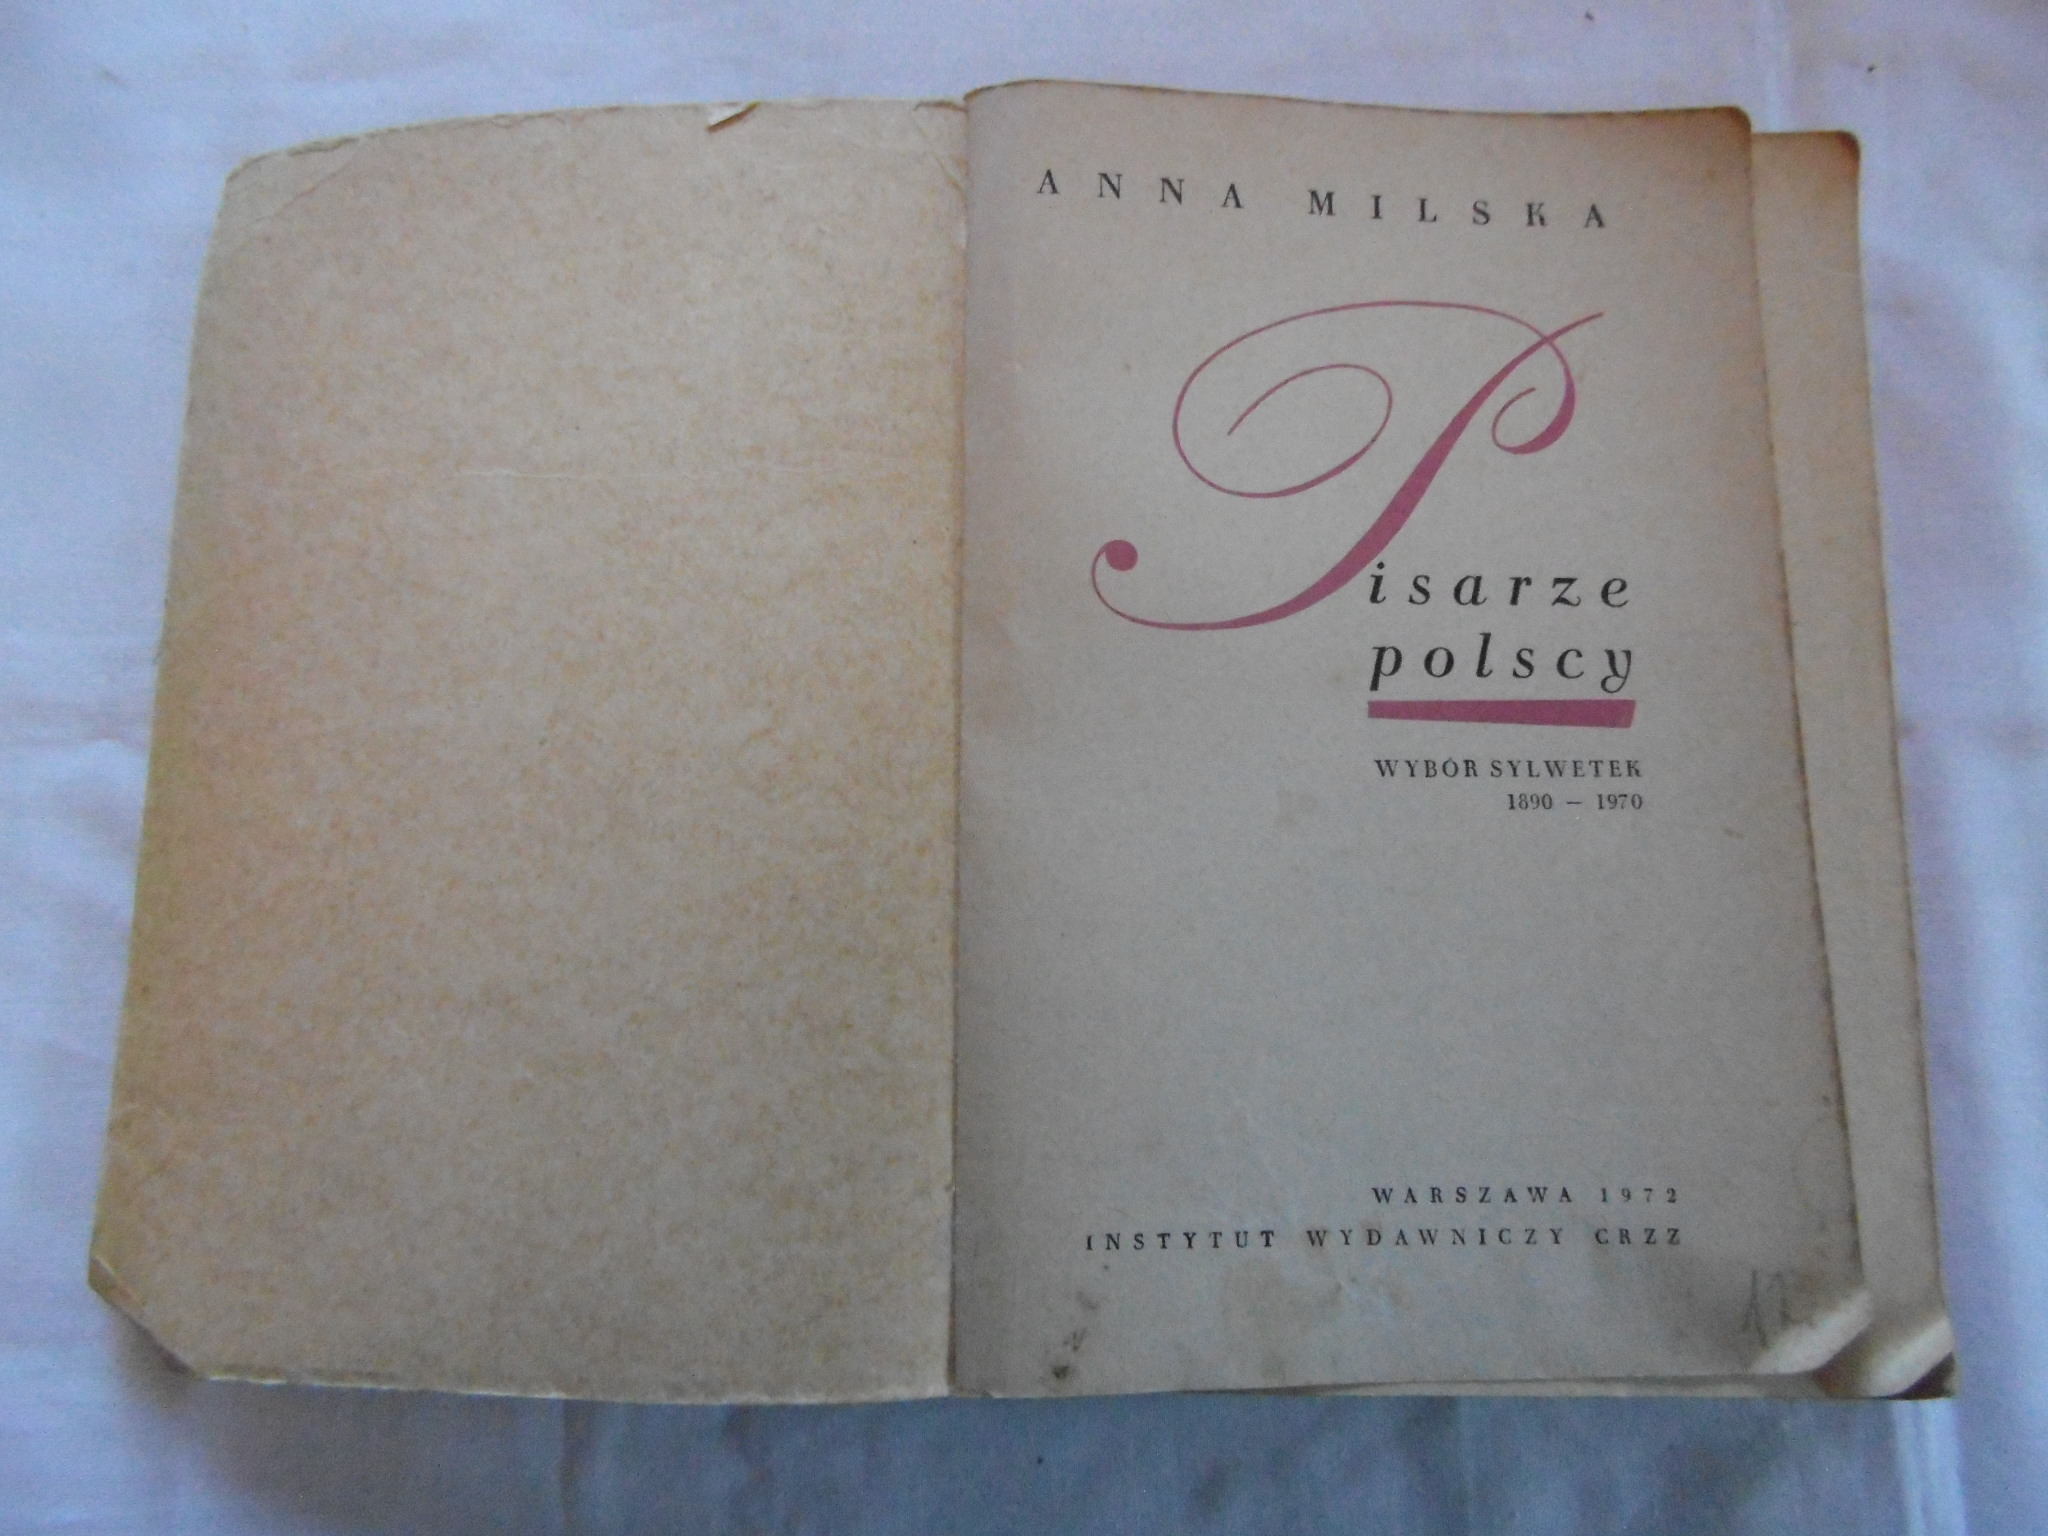 ANNA MILSKA
Pisarze
polscy
WYBÓR SYLWETEK
1890 — 1970
WARSZAWA 1972
INSTYTUT WYDAWNICZY CRZZ